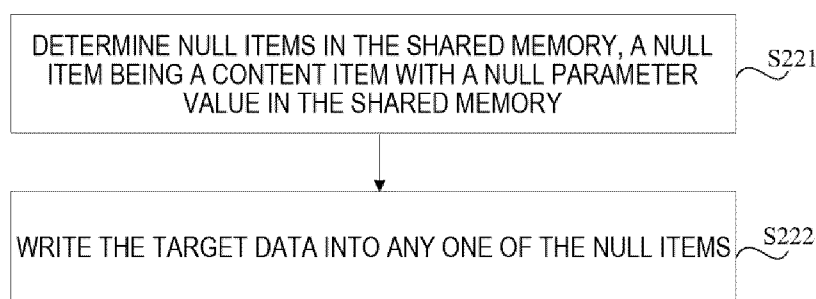 DETERMINE NULL ITEMS IN THE SHARED MEMORY, A NULL
ITEM BEING A CONTENT ITEM WITH A NULL PARAMETER
VALUE IN THE SHARED MEMORY
S221
WRITE THE TARGET DATA INTO ANY ONE OF THE NULL ITEMS
S222